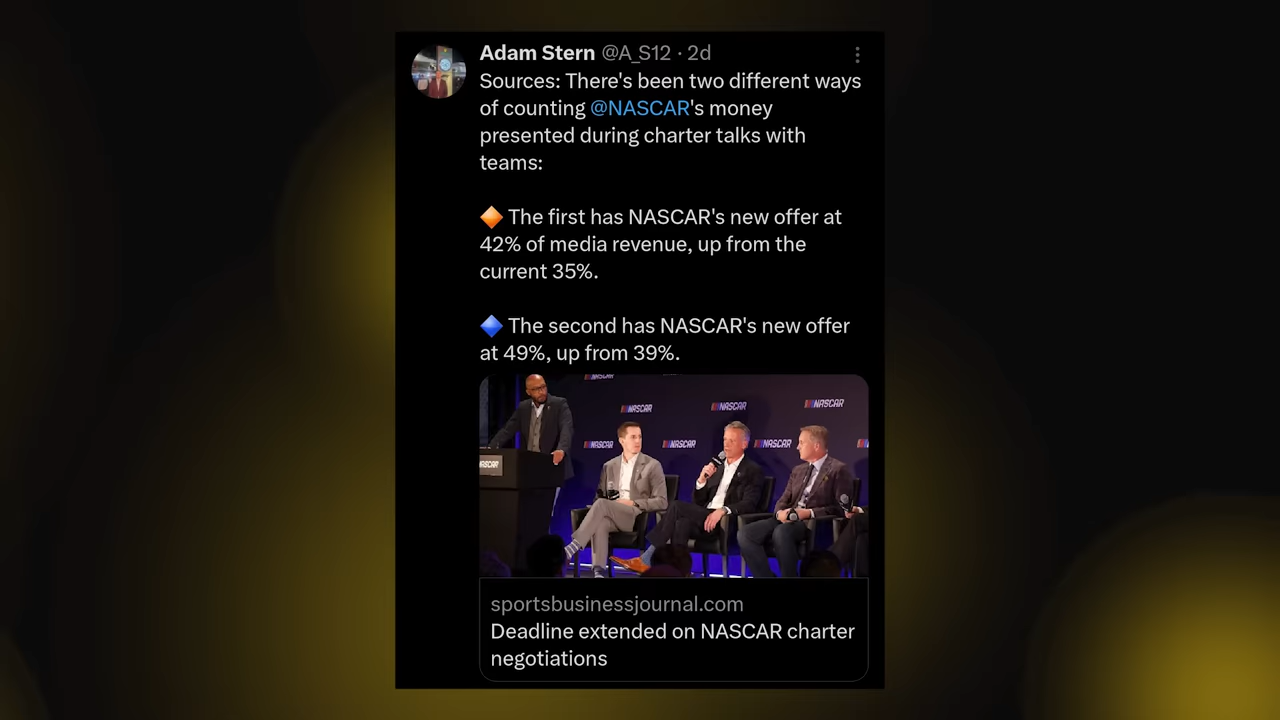 Adam Stern @A_S12 · 2d
Sources: There's been two different ways
of counting @NASCAR's money
presented during charter talks with
teams:
🔶 The first has NASCAR's new offer at
42% of media revenue, up from the
current 35%.
🔷 The second has NASCAR's new offer
at 49%, up from 39%.
NASCAR
NASCAR
NASCAR
NASCAR
NASCAR
NASCAR
NASCAR
NASCAR
sportsbusinessjournal.com
Deadline extended on NASCAR charter
negotiations